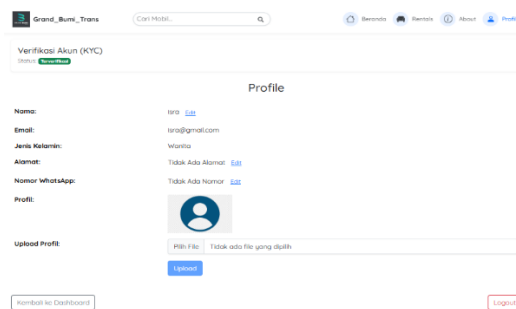 Grand_Bumi_Trans
Cari Mobil...
Beranda
Rentals
About
Profil
Verifikasi Akun (KYC)
Status: Terverifikasi
Profile
Nama: Isra Edit
Email: isra@gmail.com
Jenis Kelamin: Wanita
Alamat: Tidak Ada Alamat Edit
Nomor WhatsApp: Tidak Ada Nomor Edit
Profil:
Upload Profil: Pilih File Tidak ada file yang dipilih
Upload
Kembali ke Dashboard
Logout